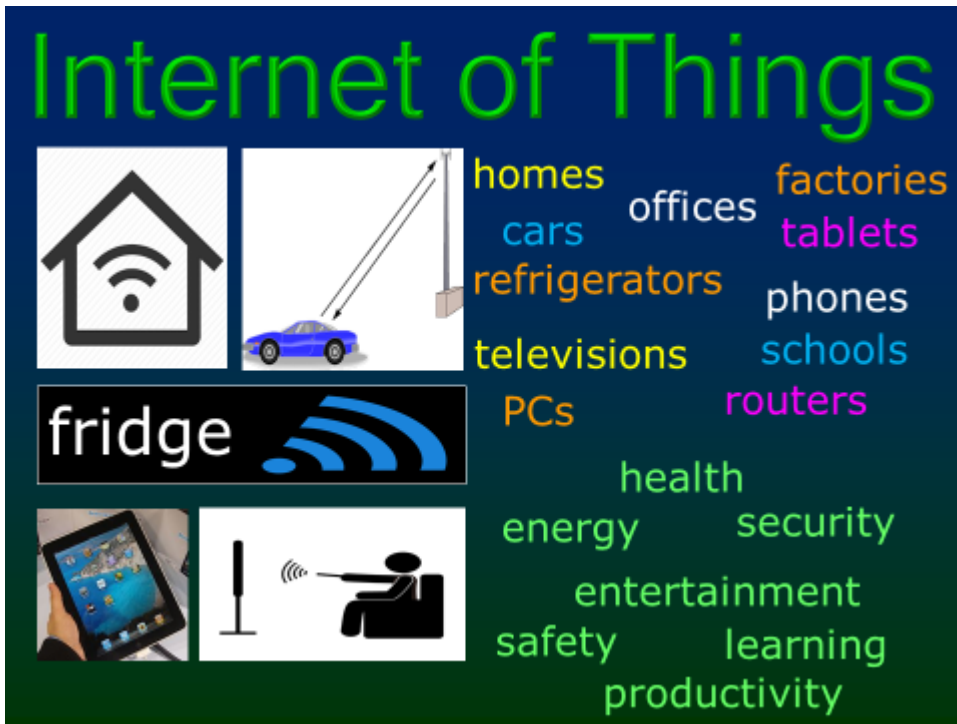 Internet of Things
homes
offices
factories
cars
tablets
refrigerators
phones
televisions
schools
PCs
routers
fridge
health
energy
security
entertainment
safety
learning
productivity